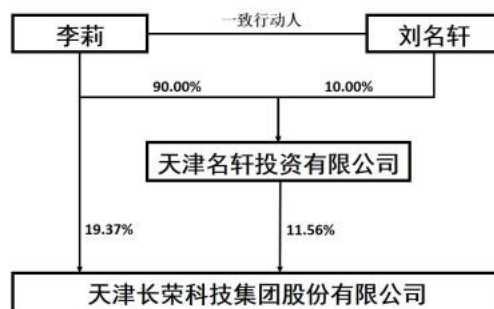 李莉
一致行动人
刘名轩
90.00%
10.00%
天津名轩投资有限公司
19.37%
11.56%
天津长荣科技集团股份有限公司